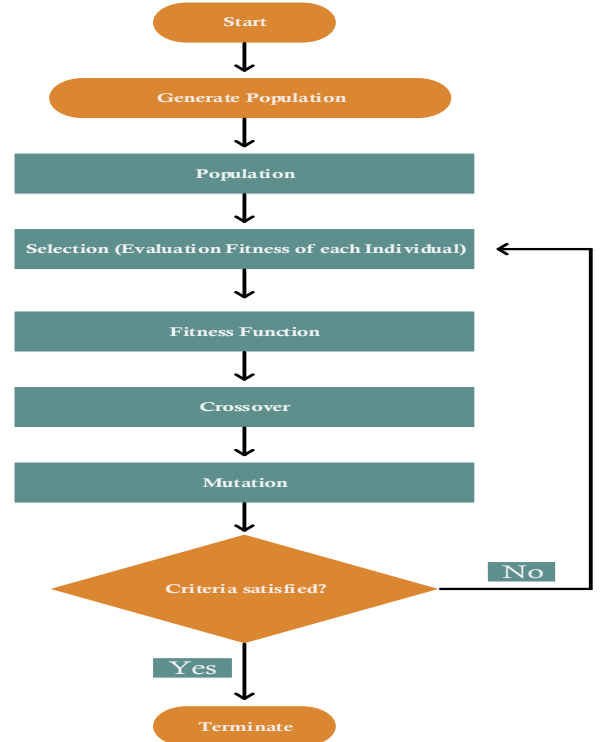 Start
Generate Population
Population
Selection (Evaluation Fitness of each Individual)
Fitness Function
Crossover
Mutation
Criteria satisfied?
No
Yes
Terminate